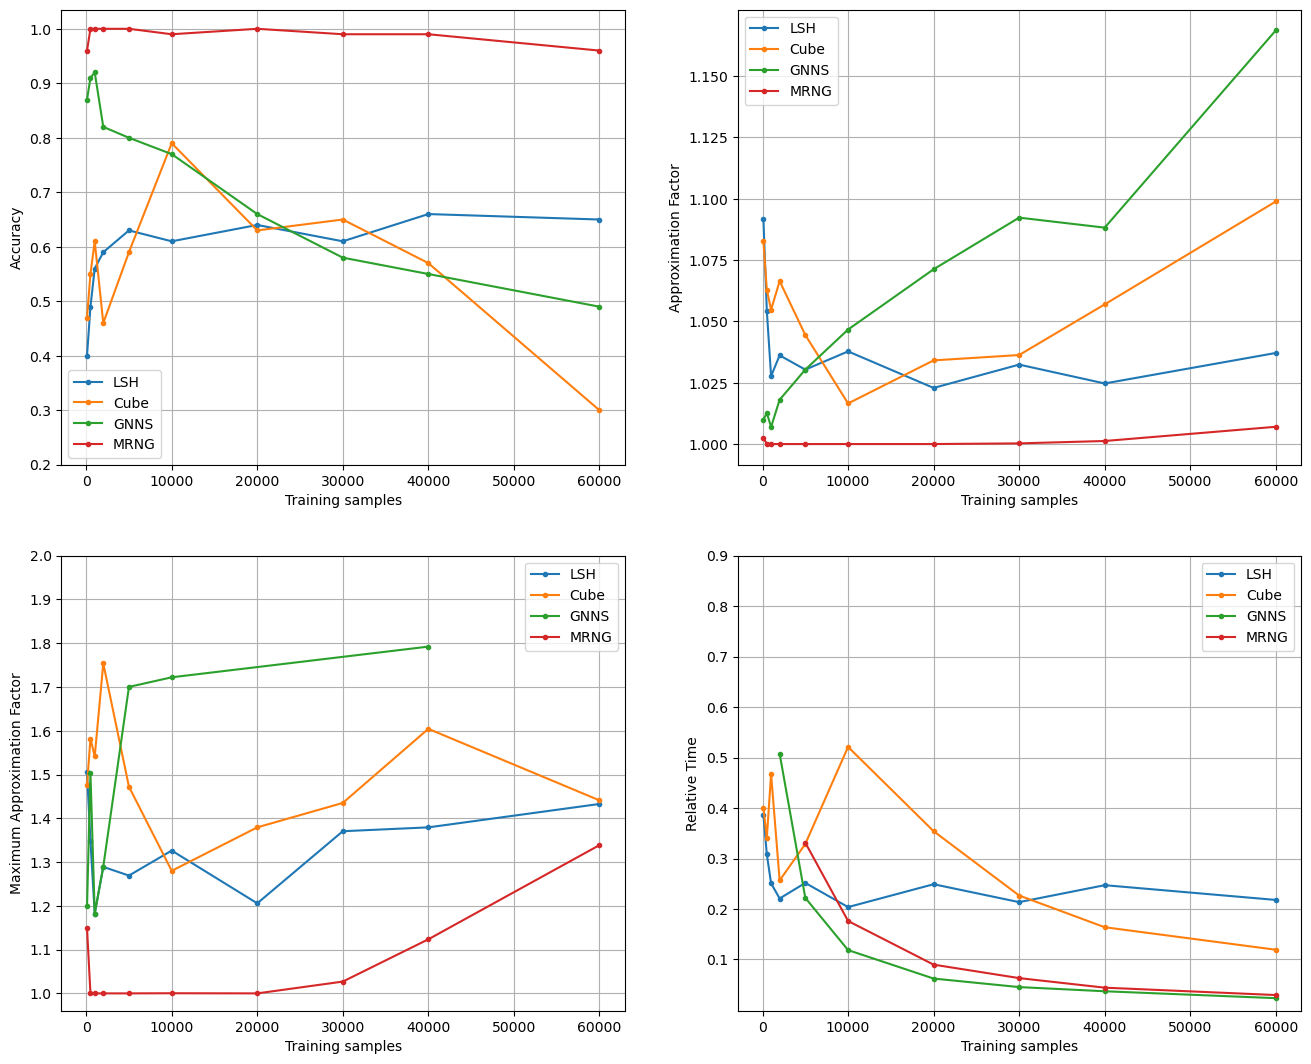 1.0
0.9
0.8
0.7
0.6
0.5
0.4
0.3
0.2
Accuracy
LSH
Cube
GNNS
MRNG
0 10000 20000 30000 40000 50000 60000
Training samples
1.150
1.125
1.100
1.075
1.050
1.025
1.000
Approximation Factor
LSH
Cube
GNNS
MRNG
0 10000 20000 30000 40000 50000 60000
Training samples
2.0
1.9
1.8
1.7
1.6
1.5
1.4
1.3
1.2
1.1
1.0
Maximum Approximation Factor
LSH
Cube
GNNS
MRNG
0 10000 20000 30000 40000 50000 60000
Training samples
0.9
0.8
0.7
0.6
0.5
0.4
0.3
0.2
0.1
Relative Time
LSH
Cube
GNNS
MRNG
0 10000 20000 30000 40000 50000 60000
Training samples